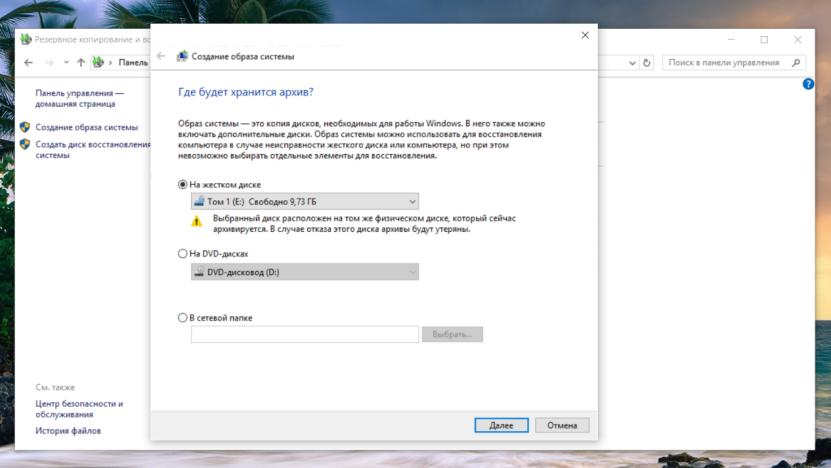 Резервное копирование и во
Создание образа системы
Панель
Поиск в панели управления
Панель управления —
домашняя страница
Создание образа системы
Создать диск восстановления
системы
Где будет хранится архив?
Образ системы — это копия дисков, необходимых для работы Windows. В него также можно
включать дополнительные диски. Образ системы можно использовать для восстановления
компьютера в случае неисправности жесткого диска или компьютера, но при этом
невозможно выбирать отдельные элементы для восстановления.
На жестком диске
Том 1 (E:) Свободно 9,73 ГБ
Выбранный диск расположен на том же физическом диске, который сейчас
архивируется. В случае отказа этого диска архивы будут утеряны.
На DVD-дисках
DVD-дисковод (D:)
В сетевой папке
Выбрать...
См. также
Центр безопасности и
обслуживания
История файлов
Далее
Отмена